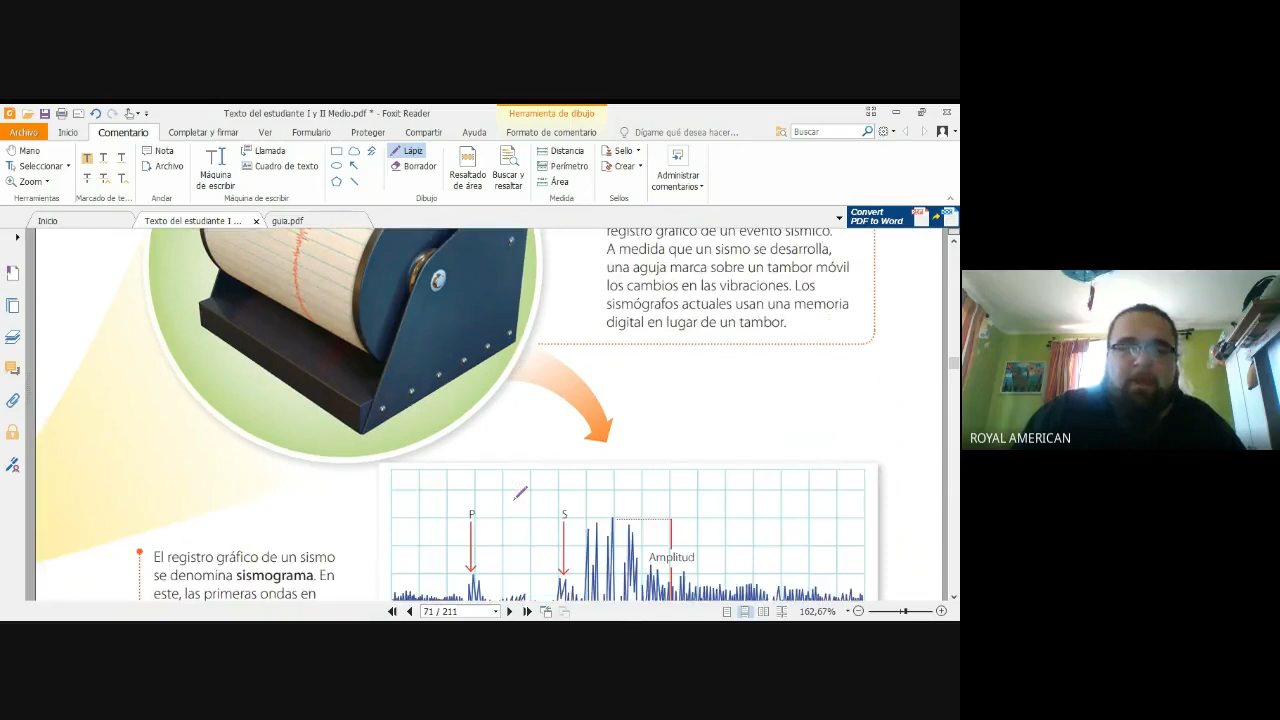 Texto del estudiante I y II Medio.pdf * - Foxit Reader
Herramienta de dibujo
Archivo
Inicio
Comentario
Completar y firmar
Ver
Formulario
Proteger
Compartir
Ayuda
Formato de comentario
Dígame qué desea hacer...
Buscar
Mano
Seleccionar
Zoom
Herramientas
Marcado de te...
Nota
Archivo
Andar
Máquina
de escribir
Llamada
Cuadro de texto
Máquina de escribir
Lápiz
Borrador
Dibujo
Resaltado
de área
Buscar y
resaltar
Distancia
Perímetro
Área
Medida
Sello
Crear
Sellos
Administrar
comentarios
Inicio
Texto del estudiante I ...
guia.pdf
Convert
PDF to Word
registro gráfico de un evento sísmico.
A medida que un sismo se desarrolla,
una aguja marca sobre un tambor móvil
los cambios en las vibraciones. Los
sismógrafos actuales usan una memoria
digital en lugar de un tambor.
P
S
Amplitud
El registro gráfico de un sismo
se denomina sismograma. En
este, las primeras ondas en
71 / 211
162,67%
ROYAL AMERICAN